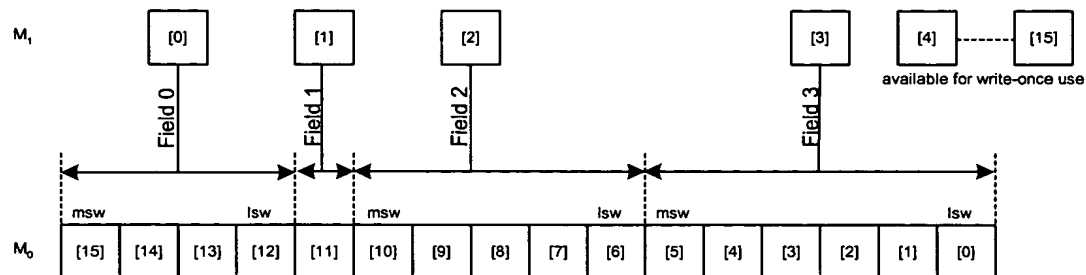 M₁ [0] [1] [2] [3] [4] [15]
available for write-once use
Field 0 Field 1 Field 2 Field 3
msw lsw msw lsw msw lsw
M₀ [15] [14] [13} [12] [11] [10} [9] [8] [7] [6] [5] [4] [3] [2] [1] [0}